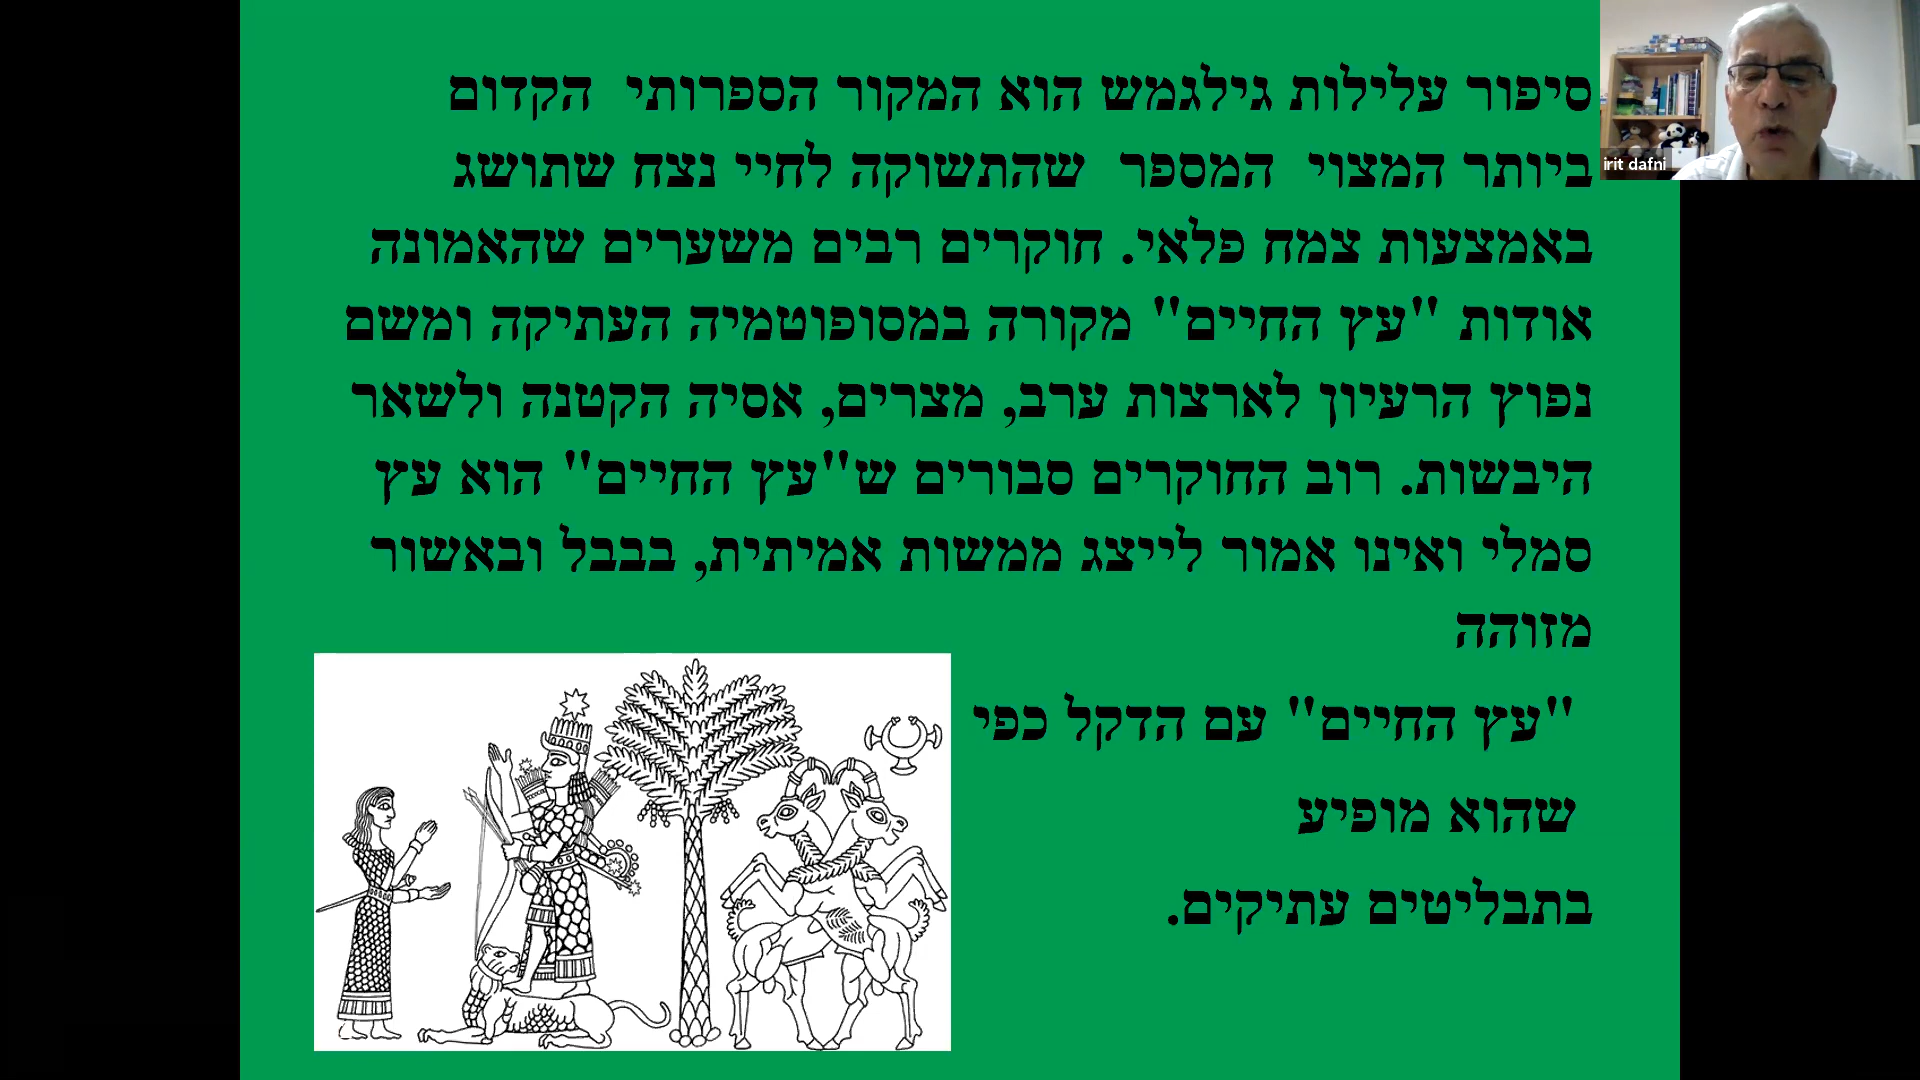 סיפור עלילות גילגמש הוא המקור הספרותי הקדום
ביותר המצוי המספר שהתשוקה לחיי נצח שתושג
באמצעות צמח פלאי. חוקרים רבים משערים שהאמונה
אודות "עץ החיים" מקורה במסופוטמיה העתיקה ומשם
נפוץ הרעיון לארצות ערב, מצרים, אסיה הקטנה ולשאר
היבשות. רוב החוקרים סבורים ש"עץ החיים" הוא עץ
סמלי ואינו אמור לייצג ממשות אמיתית, בבבל ובאשור
מזוהה
"עץ החיים" עם הדקל כפי
שהוא מופיע
בתבליטים עתיקים.
irit dafni